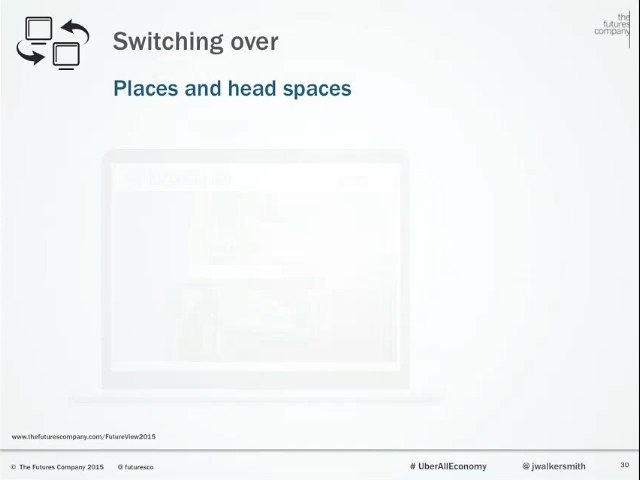 the
futures
company
Switching over
Places and head spaces
www.thefuturescompany.com/FutureView2015
© The Futures Company 2015 @ futuresco # UberAllEconomy @ jwalkersmith 30